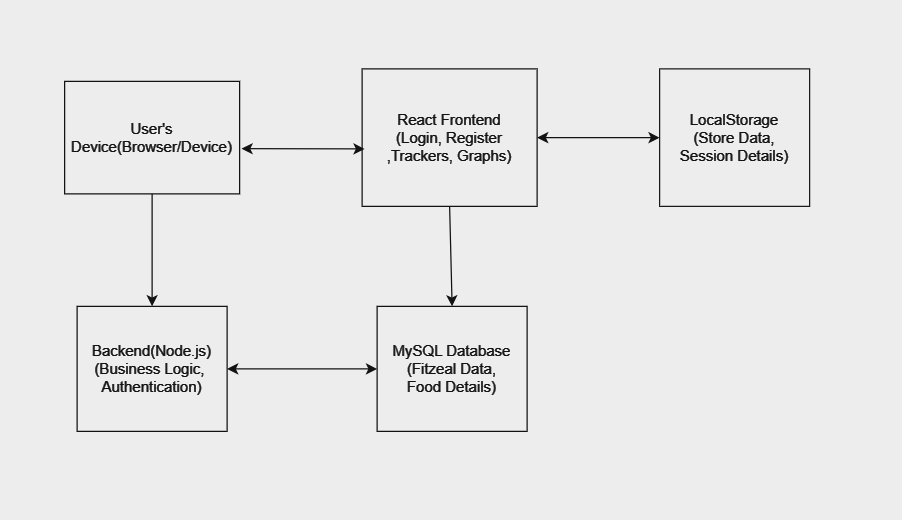 User's
Device(Browser/Device)
React Frontend
(Login, Register
,Trackers, Graphs)
LocalStorage
(Store Data,
Session Details)
Backend(Node.js)
(Business Logic,
Authentication)
MySQL Database
(Fitzeal Data,
Food Details)